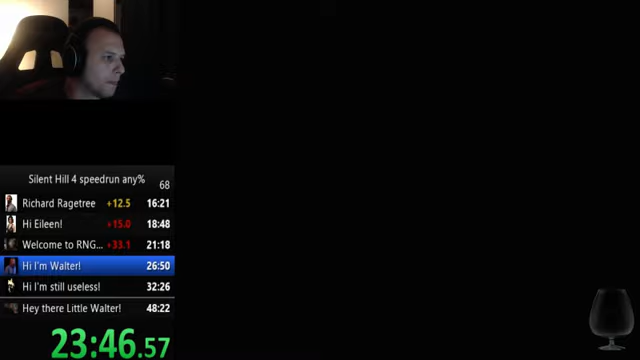 Silent Hill 4 speedrun any%
68
Richard Ragetree +12.5 16:21
Hi Eileen! +15.0 18:48
Welcome to RNG... +33.1 21:18
Hi I'm Walter! 26:50
Hi I'm still useless! 32:26
Hey there Little Walter! 48:22
23:46.57